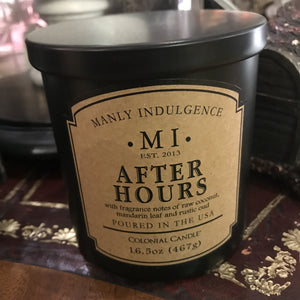 MANLY INDULGENCE
· M I ·
EST. 2013
AFTER
HOURS
with fragrance notes of raw coconut,
mandarin leaf and rustic oud
POURED IN THE USA
COLONIAL CANDLE®
16.5oz (467g)